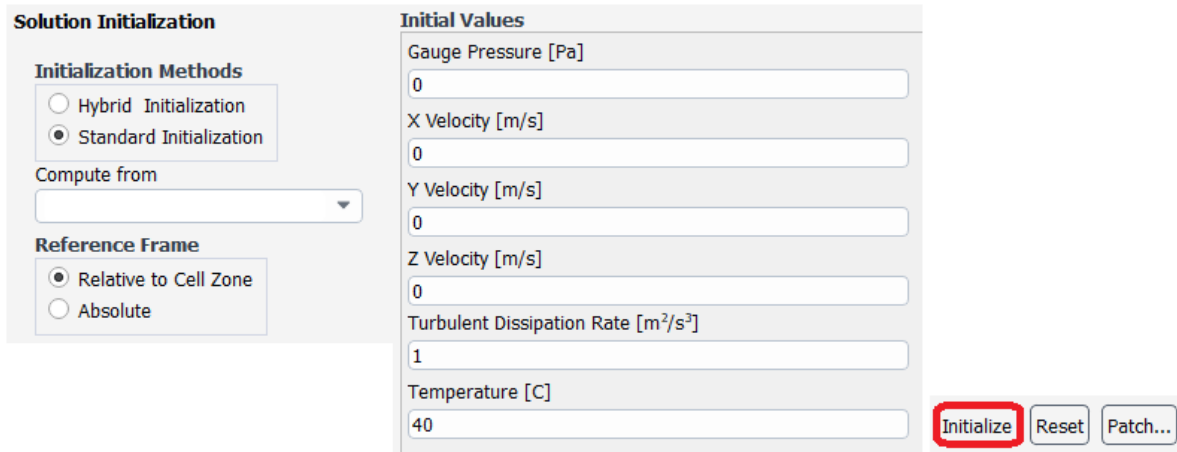 Solution Initialization
Initialization Methods
Hybrid Initialization
Standard Initialization
Compute from
Reference Frame
Relative to Cell Zone
Absolute
Initial Values
Gauge Pressure [Pa]
0
X Velocity [m/s]
0
Y Velocity [m/s]
0
Z Velocity [m/s]
0
Turbulent Dissipation Rate [m²/s³]
1
Temperature [C]
40
Initialize Reset Patch...